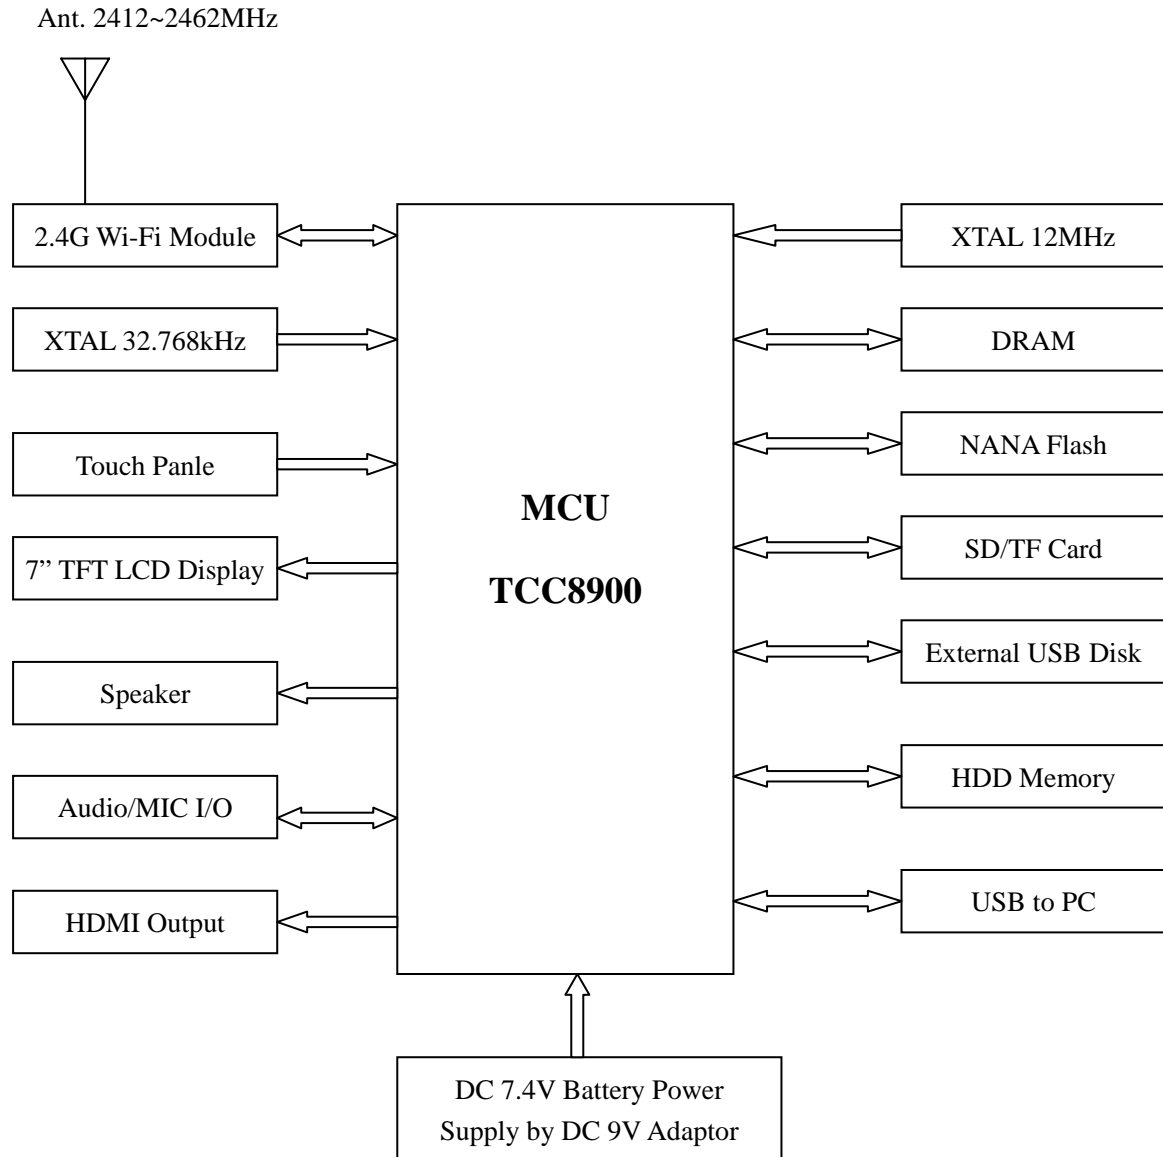 Ant. 2412~2462MHz
2.4G Wi-Fi Module
XTAL 32.768kHz
Touch Panle
7” TFT LCD Display
Speaker
Audio/MIC I/O
HDMI Output
MCU
TCC8900
XTAL 12MHz
DRAM
NANA Flash
SD/TF Card
External USB Disk
HDD Memory
USB to PC
DC 7.4V Battery Power
Supply by DC 9V Adaptor